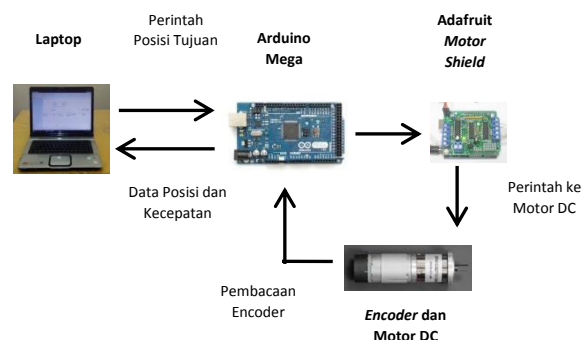 Laptop
Perintah
Posisi Tujuan
Arduino
Mega
Adafruit
Motor
Shield
Data Posisi dan
Kecepatan
Perintah ke
Motor DC
Pembacaan
Encoder
Encoder dan
Motor DC